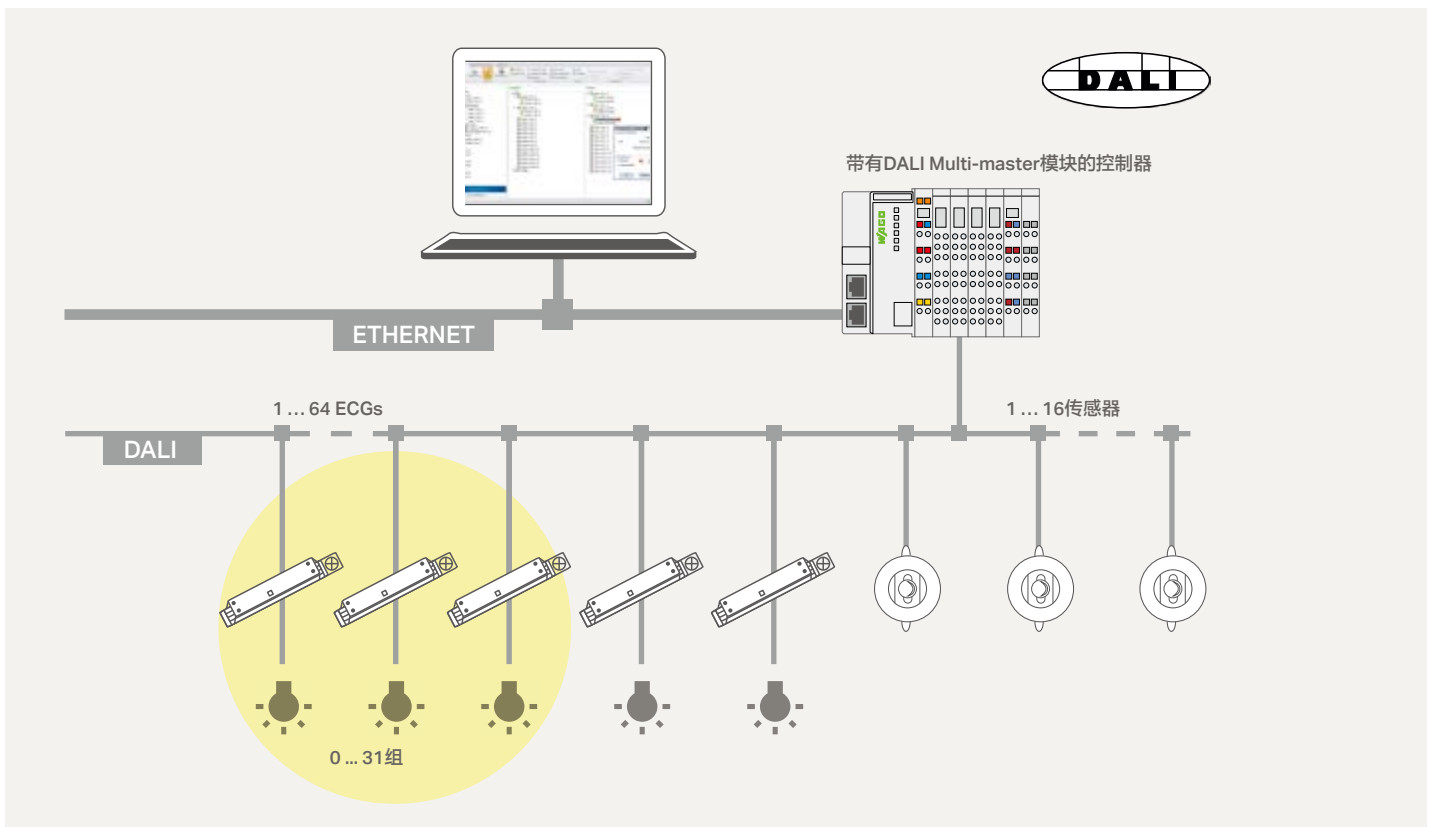 DALI
带有DALI Multi-master模块的控制器
WAGO
ETHERNET
1 ... 64 ECGs
1 ... 16传感器
DALI
0 ... 31组